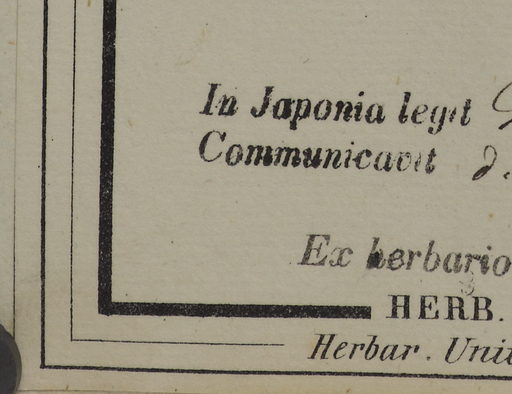 In Japonia legit
Communicavit d.
Ex herbario
HERB.
Herbar. Univ